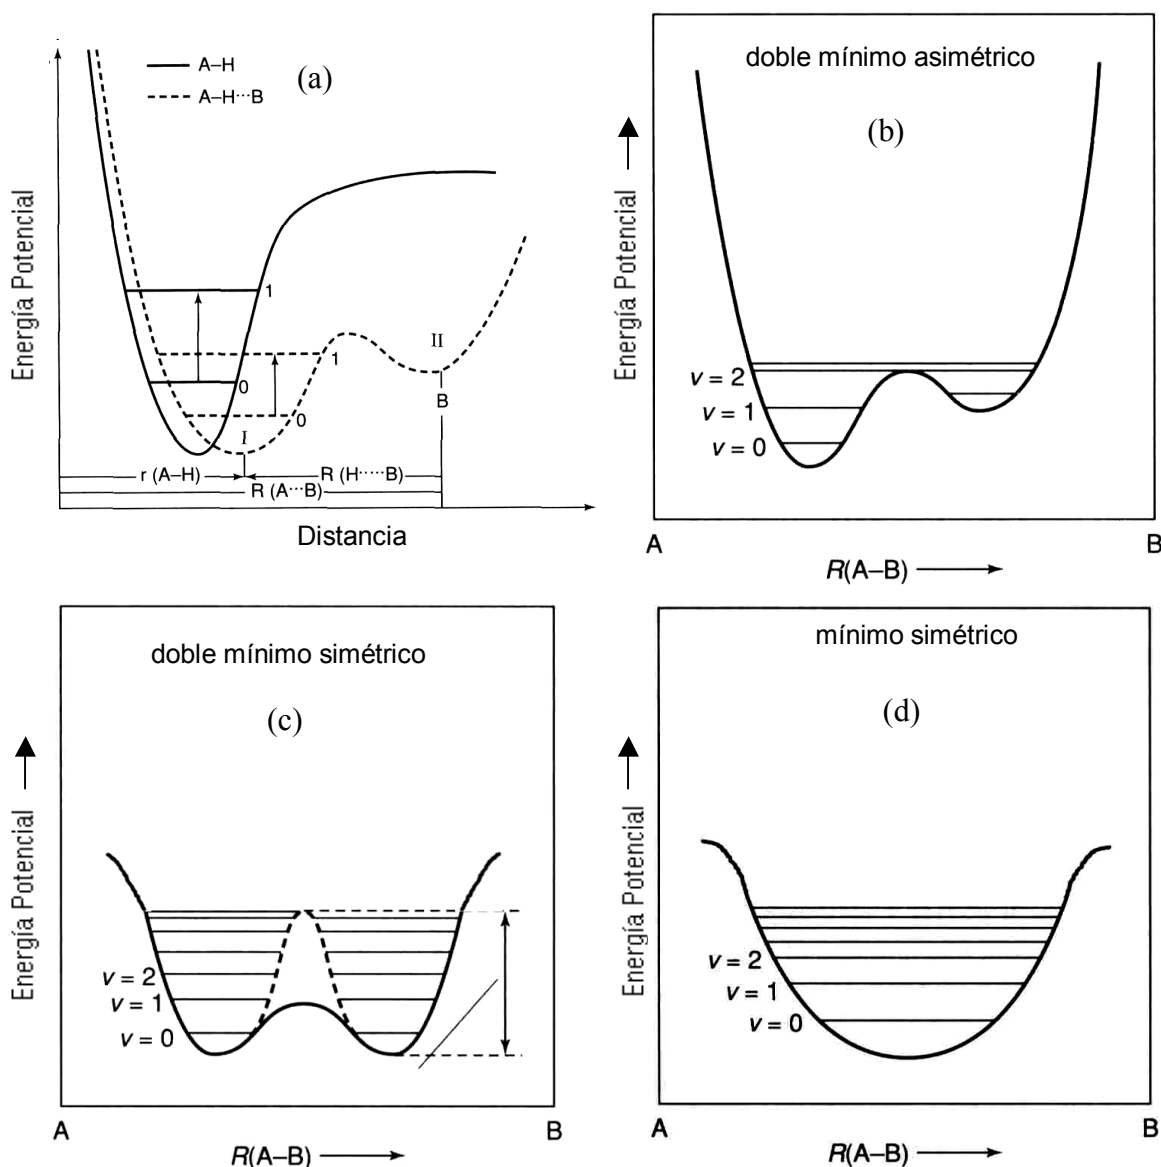 A–H
A–H···B
(a)
Energía Potencial
1
0
1
0
I
II
B
r (A–H)
R (H·····B)
R (A···B)
Distancia
doble mínimo asimétrico
(b)
Energía Potencial
v = 2
v = 1
v = 0
A
B
R(A–B)
doble mínimo simétrico
(c)
Energía Potencial
v = 2
v = 1
v = 0
A
B
R(A–B)
mínimo simétrico
(d)
Energía Potencial
v = 2
v = 1
v = 0
A
B
R(A–B)